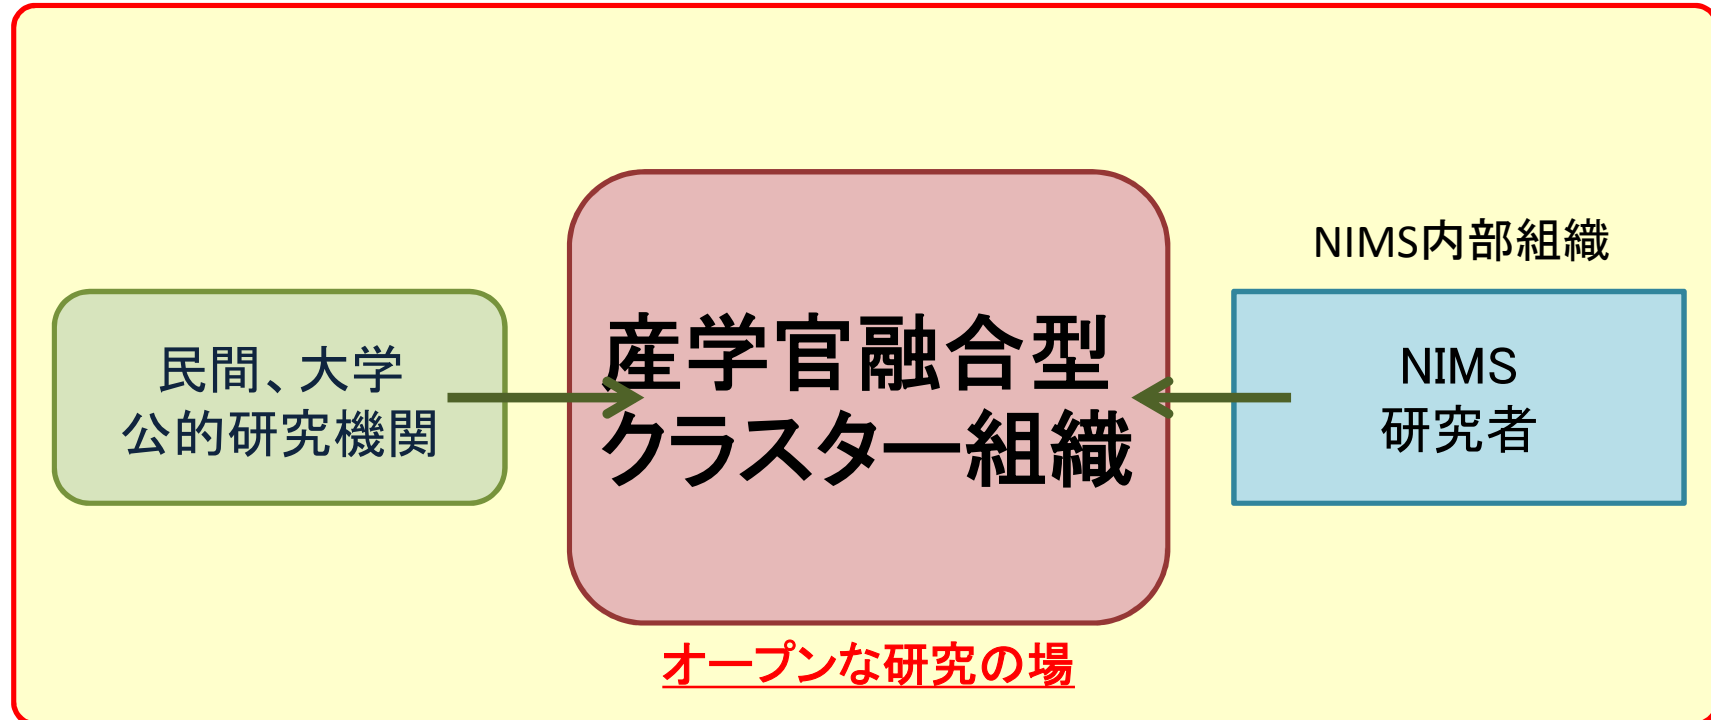 NIMS内部組織
民間、大学
公的研究機関
産学官融合型
クラスター組織
NIMS
研究者
オープンな研究の場